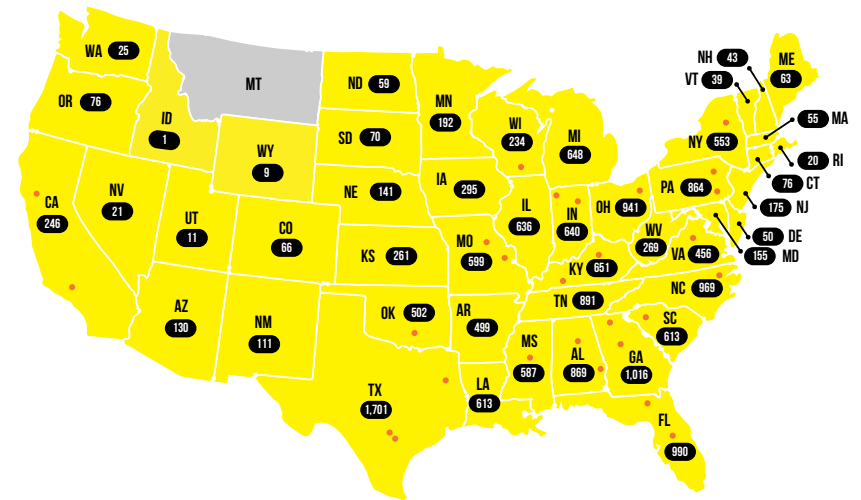 WA 25
OR 76
ID
1
MT
ND 59
SD 70
WY
9
NE 141
MN
192
WI
234
MI
648
IA
295
NH 43
VT 39
ME
63
55 MA
NY 553
20 RI
76 CT
175 NJ
50 DE
155 MD
PA 864
OH 941
CA
246
NV
21
UT
11
CO
66
KS 261
MO
599
IL
636
IN
640
WV
269
VA 456
KY 651
NC 969
TN 891
AZ
130
NM
111
OK 502
AR
499
SC
613
MS
587
AL
869
GA
1,016
TX
1,701
LA
613
FL
990